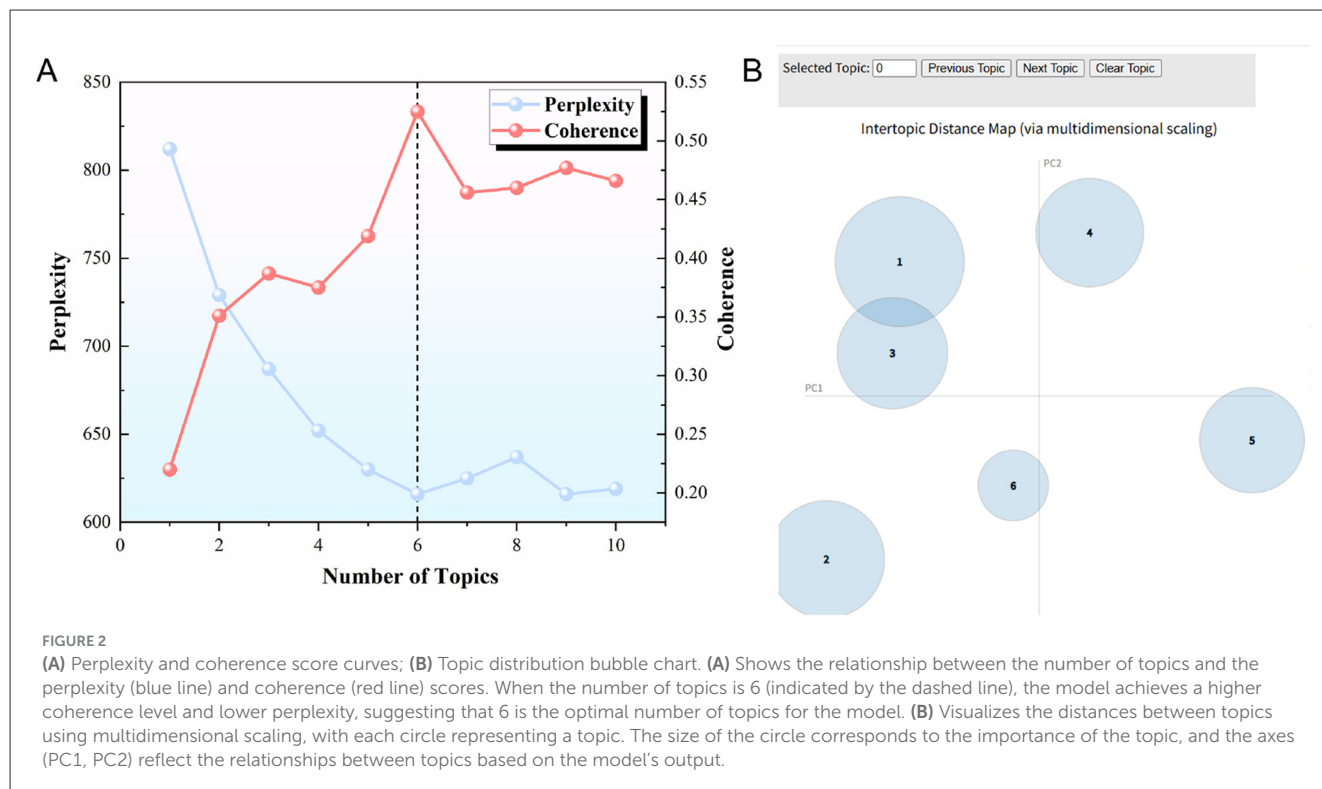 A
850
800
750
700
650
600
Perplexity
0
2
4
6
8
10
Number of Topics
0.55
0.50
0.45
0.40
0.35
0.30
0.25
0.20
Coherence
Perplexity
Coherence
B
Selected Topic: 0 Previous Topic Next Topic Clear Topic
Intertopic Distance Map (via multidimensional scaling)
PC2
4
1
3
PC1
5
6
2
FIGURE 2
(A) Perplexity and coherence score curves; (B) Topic distribution bubble chart. (A) Shows the relationship between the number of topics and the
perplexity (blue line) and coherence (red line) scores. When the number of topics is 6 (indicated by the dashed line), the model achieves a higher
coherence level and lower perplexity, suggesting that 6 is the optimal number of topics for the model. (B) Visualizes the distances between topics
using multidimensional scaling, with each circle representing a topic. The size of the circle corresponds to the importance of the topic, and the axes
(PC1, PC2) reflect the relationships between topics based on the model's output.